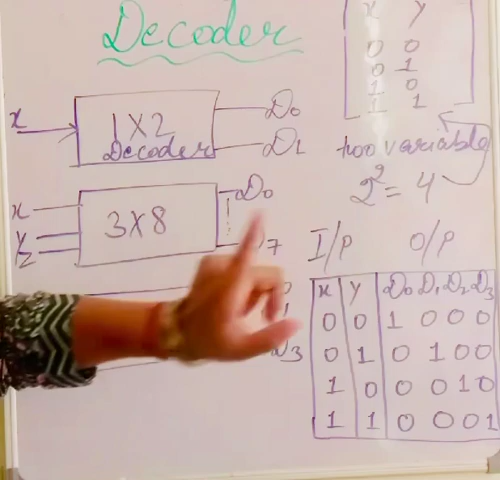 Decoder
x y
0 0
0 1
1 0
1 1
x 1X2 D0
Decoder D1
two variable
2² = 4
x 3X8 D0
y
z D7
I/P O/P
x y D0 D1 D2 D3
0 0 1 0 0 0
0 1 0 1 0 0
1 0 0 0 1 0
1 1 0 0 0 1
D3